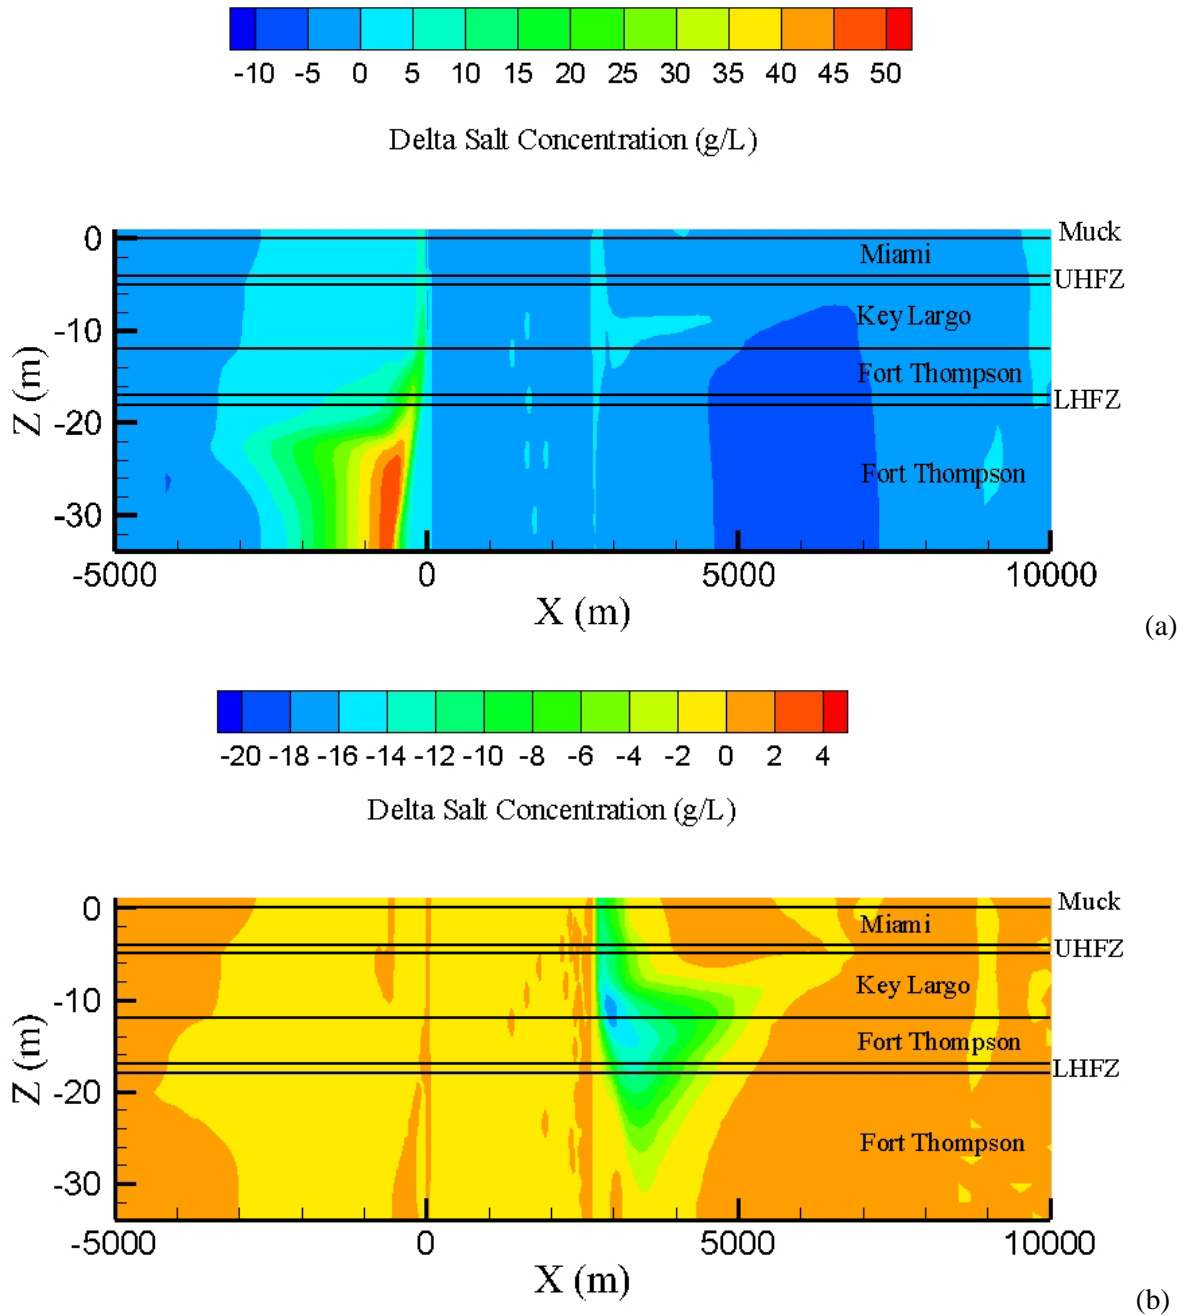 -10 -5 0 5 10 15 20 25 30 35 40 45 50
Delta Salt Concentration (g/L)
0
Muck
Miami
UHFZ
-10
Key Largo
Fort Thompson
LHFZ
-20
Fort Thompson
-30
Z (m)
-5000 0 5000 10000
X (m)
(a)
-20 -18 -16 -14 -12 -10 -8 -6 -4 -2 0 2 4
Delta Salt Concentration (g/L)
0
Muck
Miami
UHFZ
-10
Key Largo
Fort Thompson
LHFZ
-20
Fort Thompson
-30
Z (m)
-5000 0 5000 10000
X (m)
(b)